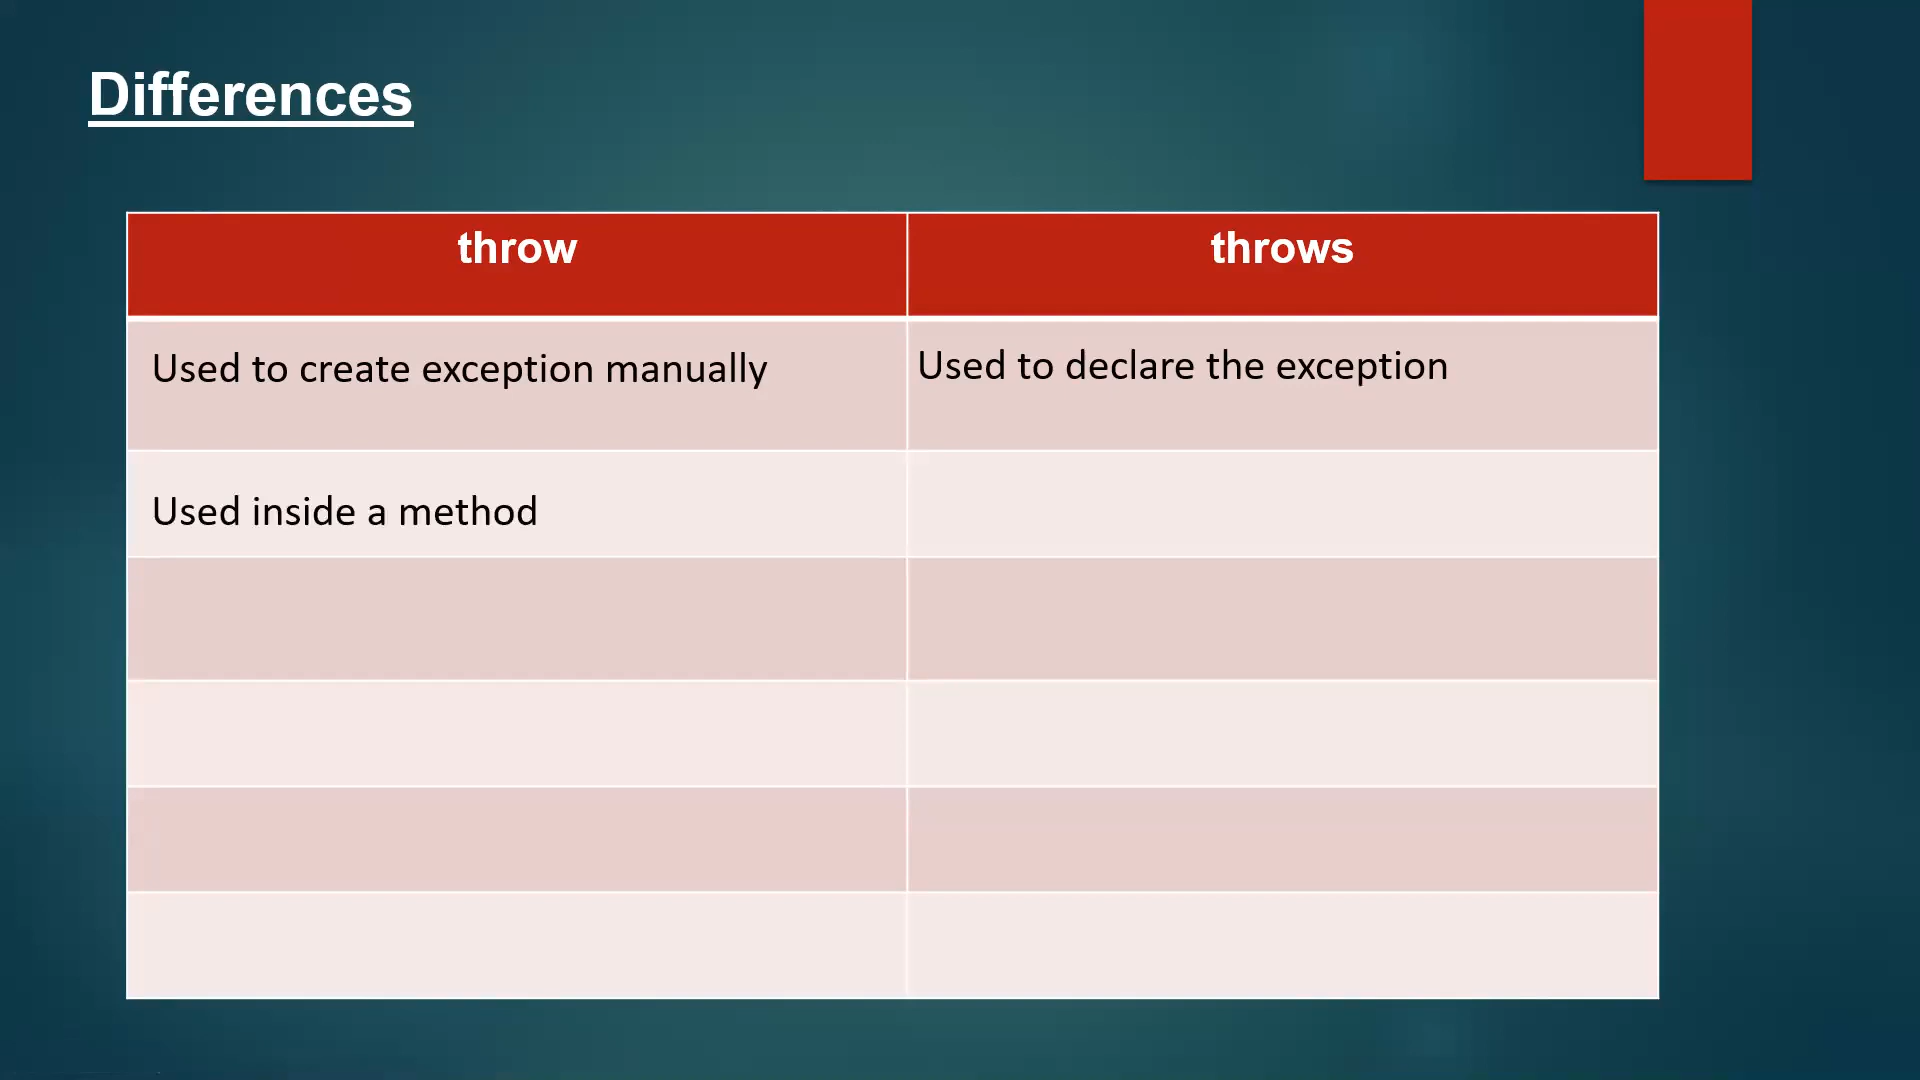 Differences
throw
throws
Used to create exception manually
Used to declare the exception
Used inside a method